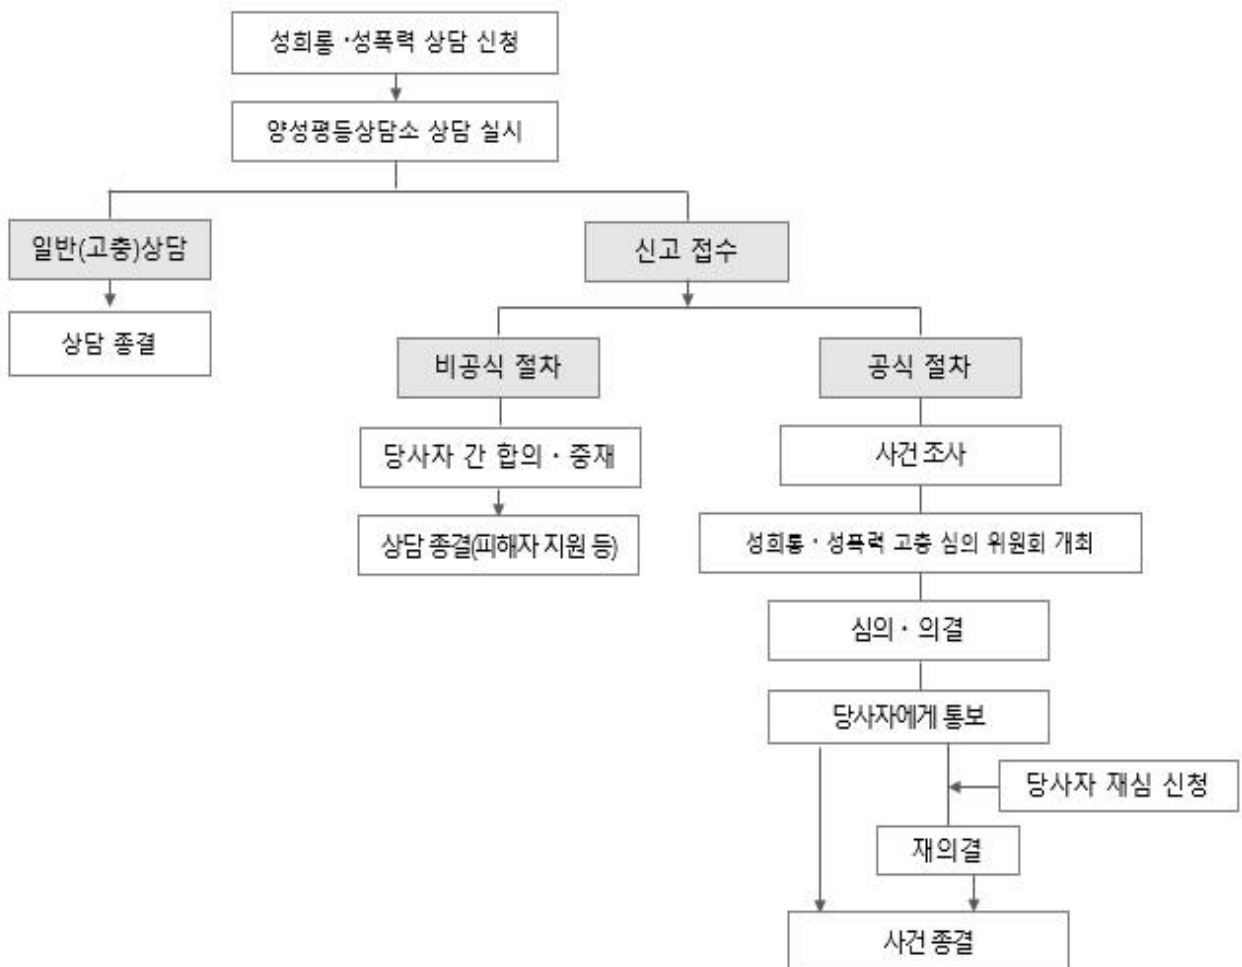 성희롱 ·성폭력 상담 신청
양성평등상담소 상담 실시
일반(고충)상담
신고 접수
상담 종결
비공식 절차
공식 절차
당사자 간 합의 · 중재
사건 조사
상담 종결(피해자 지원 등)
성희롱 · 성폭력 고충 심의 위원회 개최
심의 · 의결
당사자에게 통보
당사자 재심 신청
재의결
사건 종결